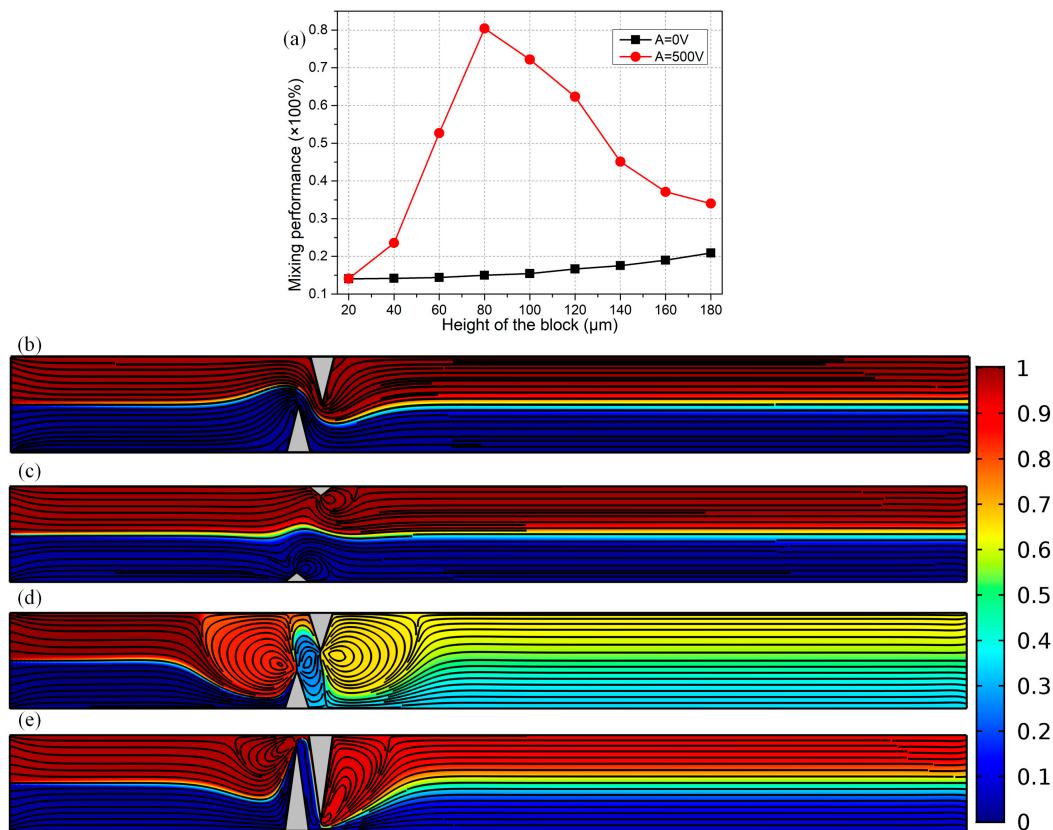 (a)
A=0V
A=500V
Mixing performance (×100%)
0.8
0.7
0.6
0.5
0.4
0.3
0.2
0.1
20 40 60 80 100 120 140 160 180
Height of the block (μm)
(b)
(c)
(d)
(e)
1
0.9
0.8
0.7
0.6
0.5
0.4
0.3
0.2
0.1
0